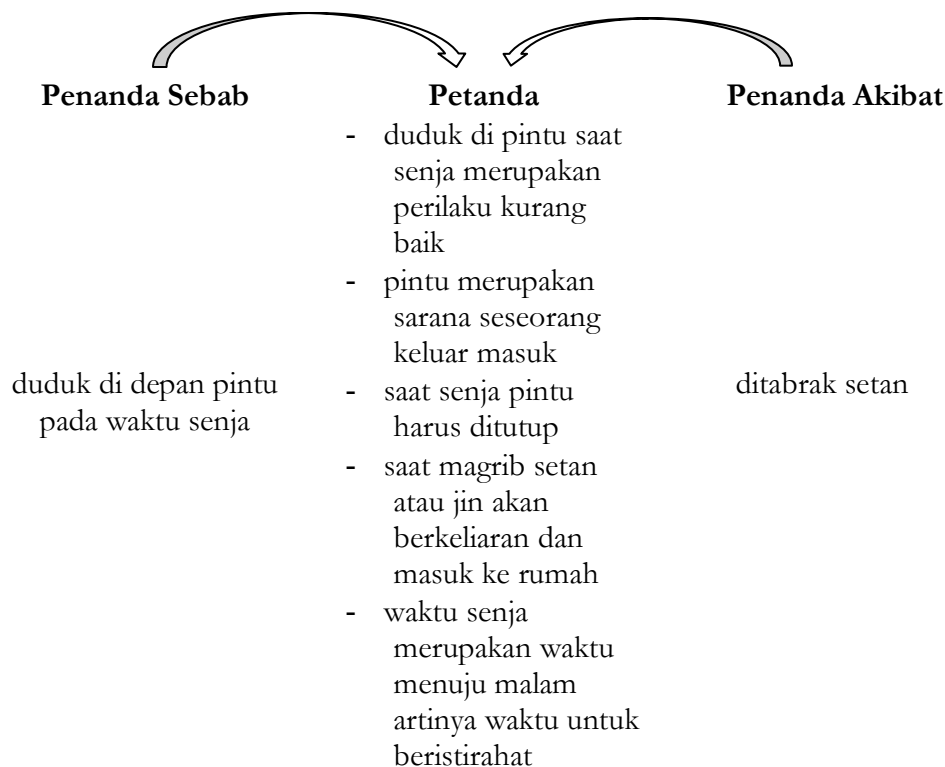 Penanda Sebab
Petanda
Penanda Akibat
duduk di depan pintu
pada waktu senja
- duduk di pintu saat
senja merupakan
perilaku kurang
baik
- pintu merupakan
sarana seseorang
keluar masuk
- saat senja pintu
harus ditutup
- saat magrib setan
atau jin akan
berkeliaran dan
masuk ke rumah
- waktu senja
merupakan waktu
menuju malam
artinya waktu untuk
beristirahat
ditabrak setan